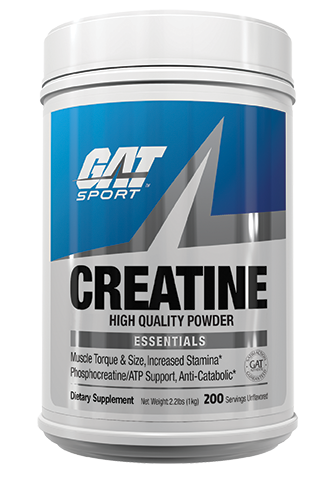 GAT
SPORT
CREATINE
HIGH QUALITY POWDER
ESSENTIALS
Muscle Torque & Size, Increased Stamina*
Phosphocreatine/ATP Support, Anti-Catabolic*
GAT
Dietary Supplement Net Weight 2.2lbs (1kg) 200 Servings Unflavored